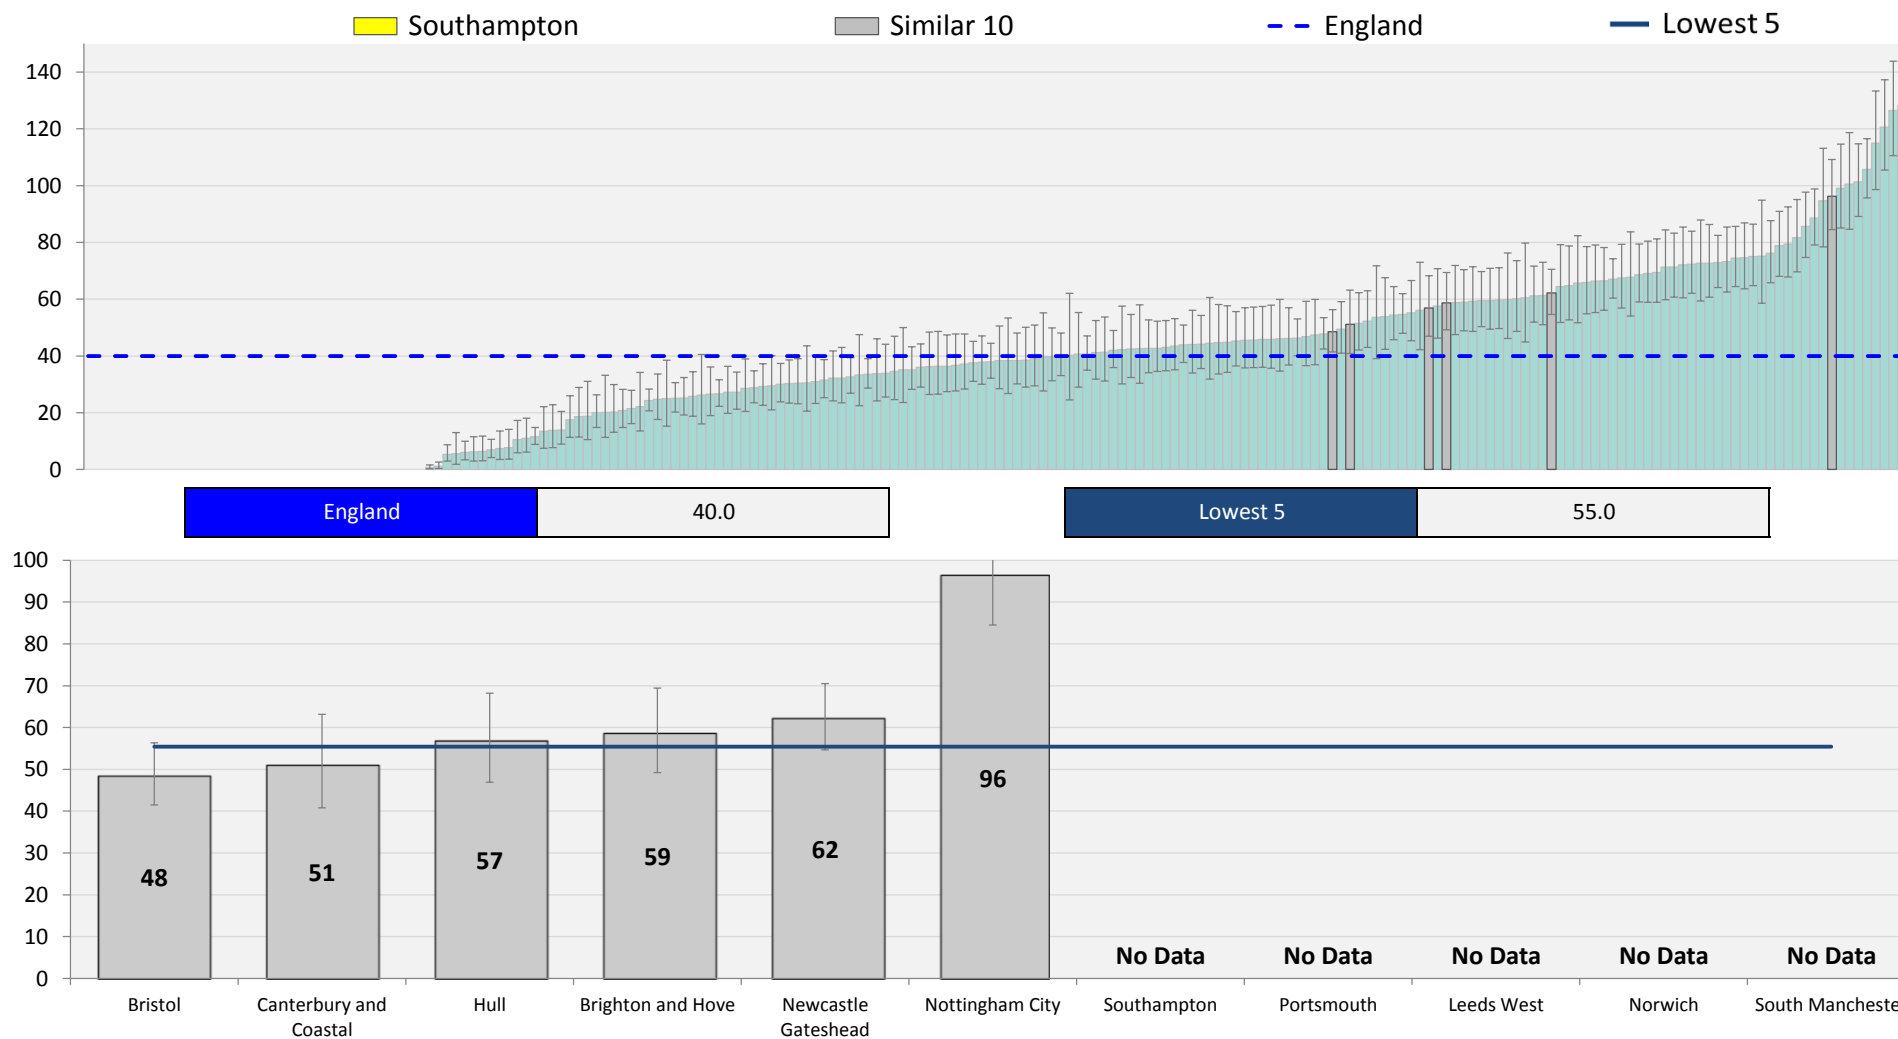 Southampton
Similar 10
England
Lowest 5
140
120
100
80
60
40
20
0
England
40.0
Lowest 5
55.0
100
90
80
70
60
50
40
30
20
10
0
48
51
57
59
62
96
No Data
No Data
No Data
No Data
No Data
Bristol
Canterbury and
Coastal
Hull
Brighton and Hove
Newcastle
Gateshead
Nottingham City
Southampton
Portsmouth
Leeds West
Norwich
South Mancheste